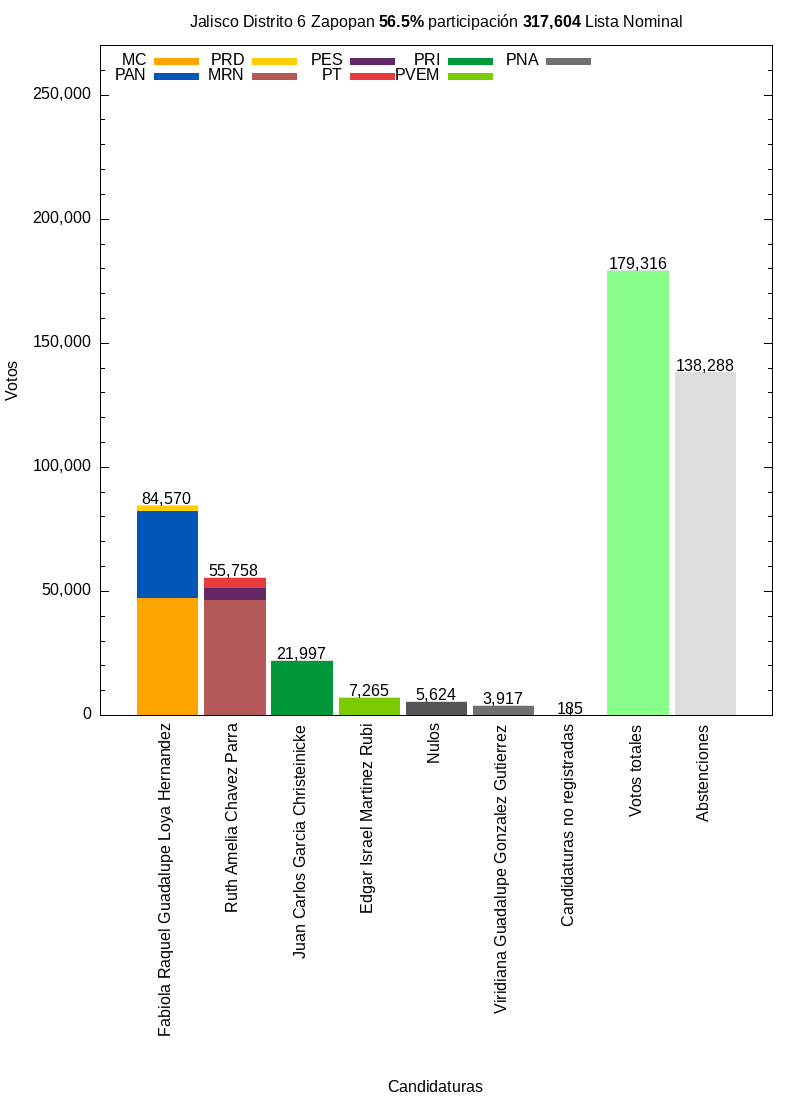 Jalisco Distrito 6 Zapopan 56.5% participación 317,604 Lista Nominal
MC PRD PES PRI PNA
PAN MRN PT PVEM
250,000
200,000
150,000
100,000
50,000
0
Votos
84,570
55,758
21,997
7,265
5,624
3,917
185
179,316
138,288
Fabiola Raquel Guadalupe Loya Hernandez
Ruth Amelia Chavez Parra
Juan Carlos Garcia Christeinicke
Edgar Israel Martinez Rubi
Nulos
Viridiana Guadalupe Gonzalez Gutierrez
Candidaturas no registradas
Votos totales
Abstenciones
Candidaturas